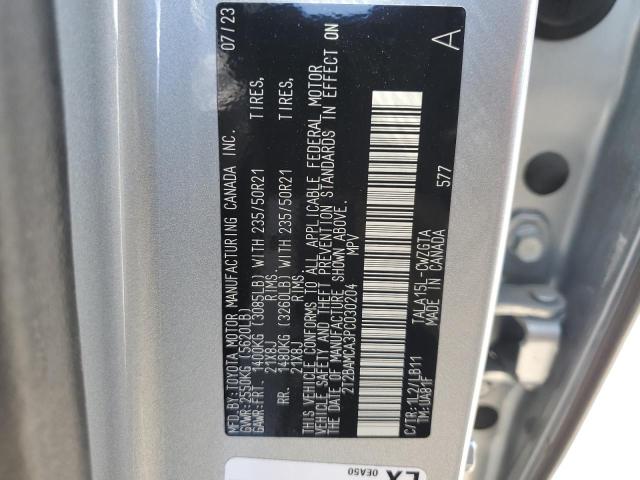 MFD.BY:TOYOTA MOTOR MANUFACTURING CANADA INC. 07/23
GVWR:2550KG (5620LB)
GAWR:FRT. 1400KG (3085LB) WITH 235/50R21 TIRES,
21X8J RIMS,
RR. 1480KG (3260LB) WITH 235/50R21 TIRES,
21X8J RIMS,
THIS VEHICLE CONFORMS TO ALL APPLICABLE FEDERAL MOTOR
VEHICLE SAFETY AND THEFT PREVENTION STANDARDS IN EFFECT ON
THE DATE OF MANUFACTURE SHOWN ABOVE.
2T2BAMCA3PC030204 MPV
C/TR:1L2/LB11 TALA15L-CWZGTA
TM:UA81F MADE IN CANADA 577 A
LX
0EA50